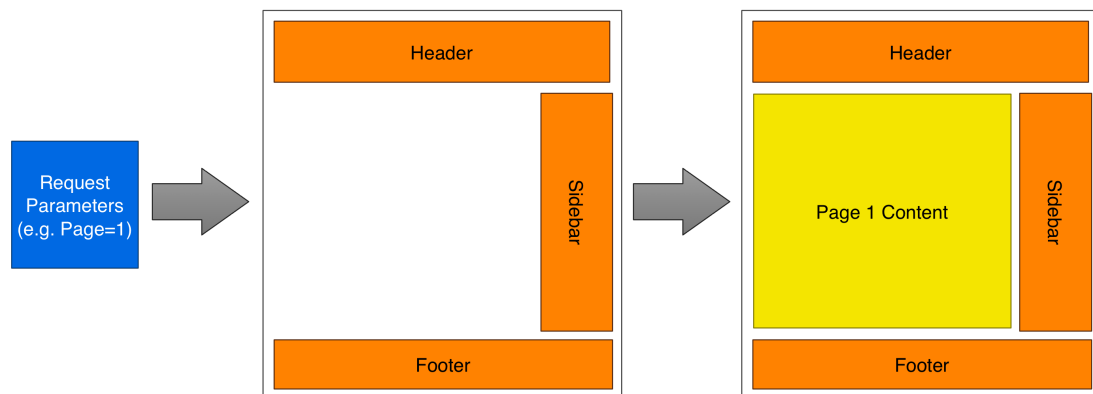 Request
Parameters
(e.g. Page=1)
Header
Sidebar
Footer
Header
Page 1 Content
Sidebar
Footer